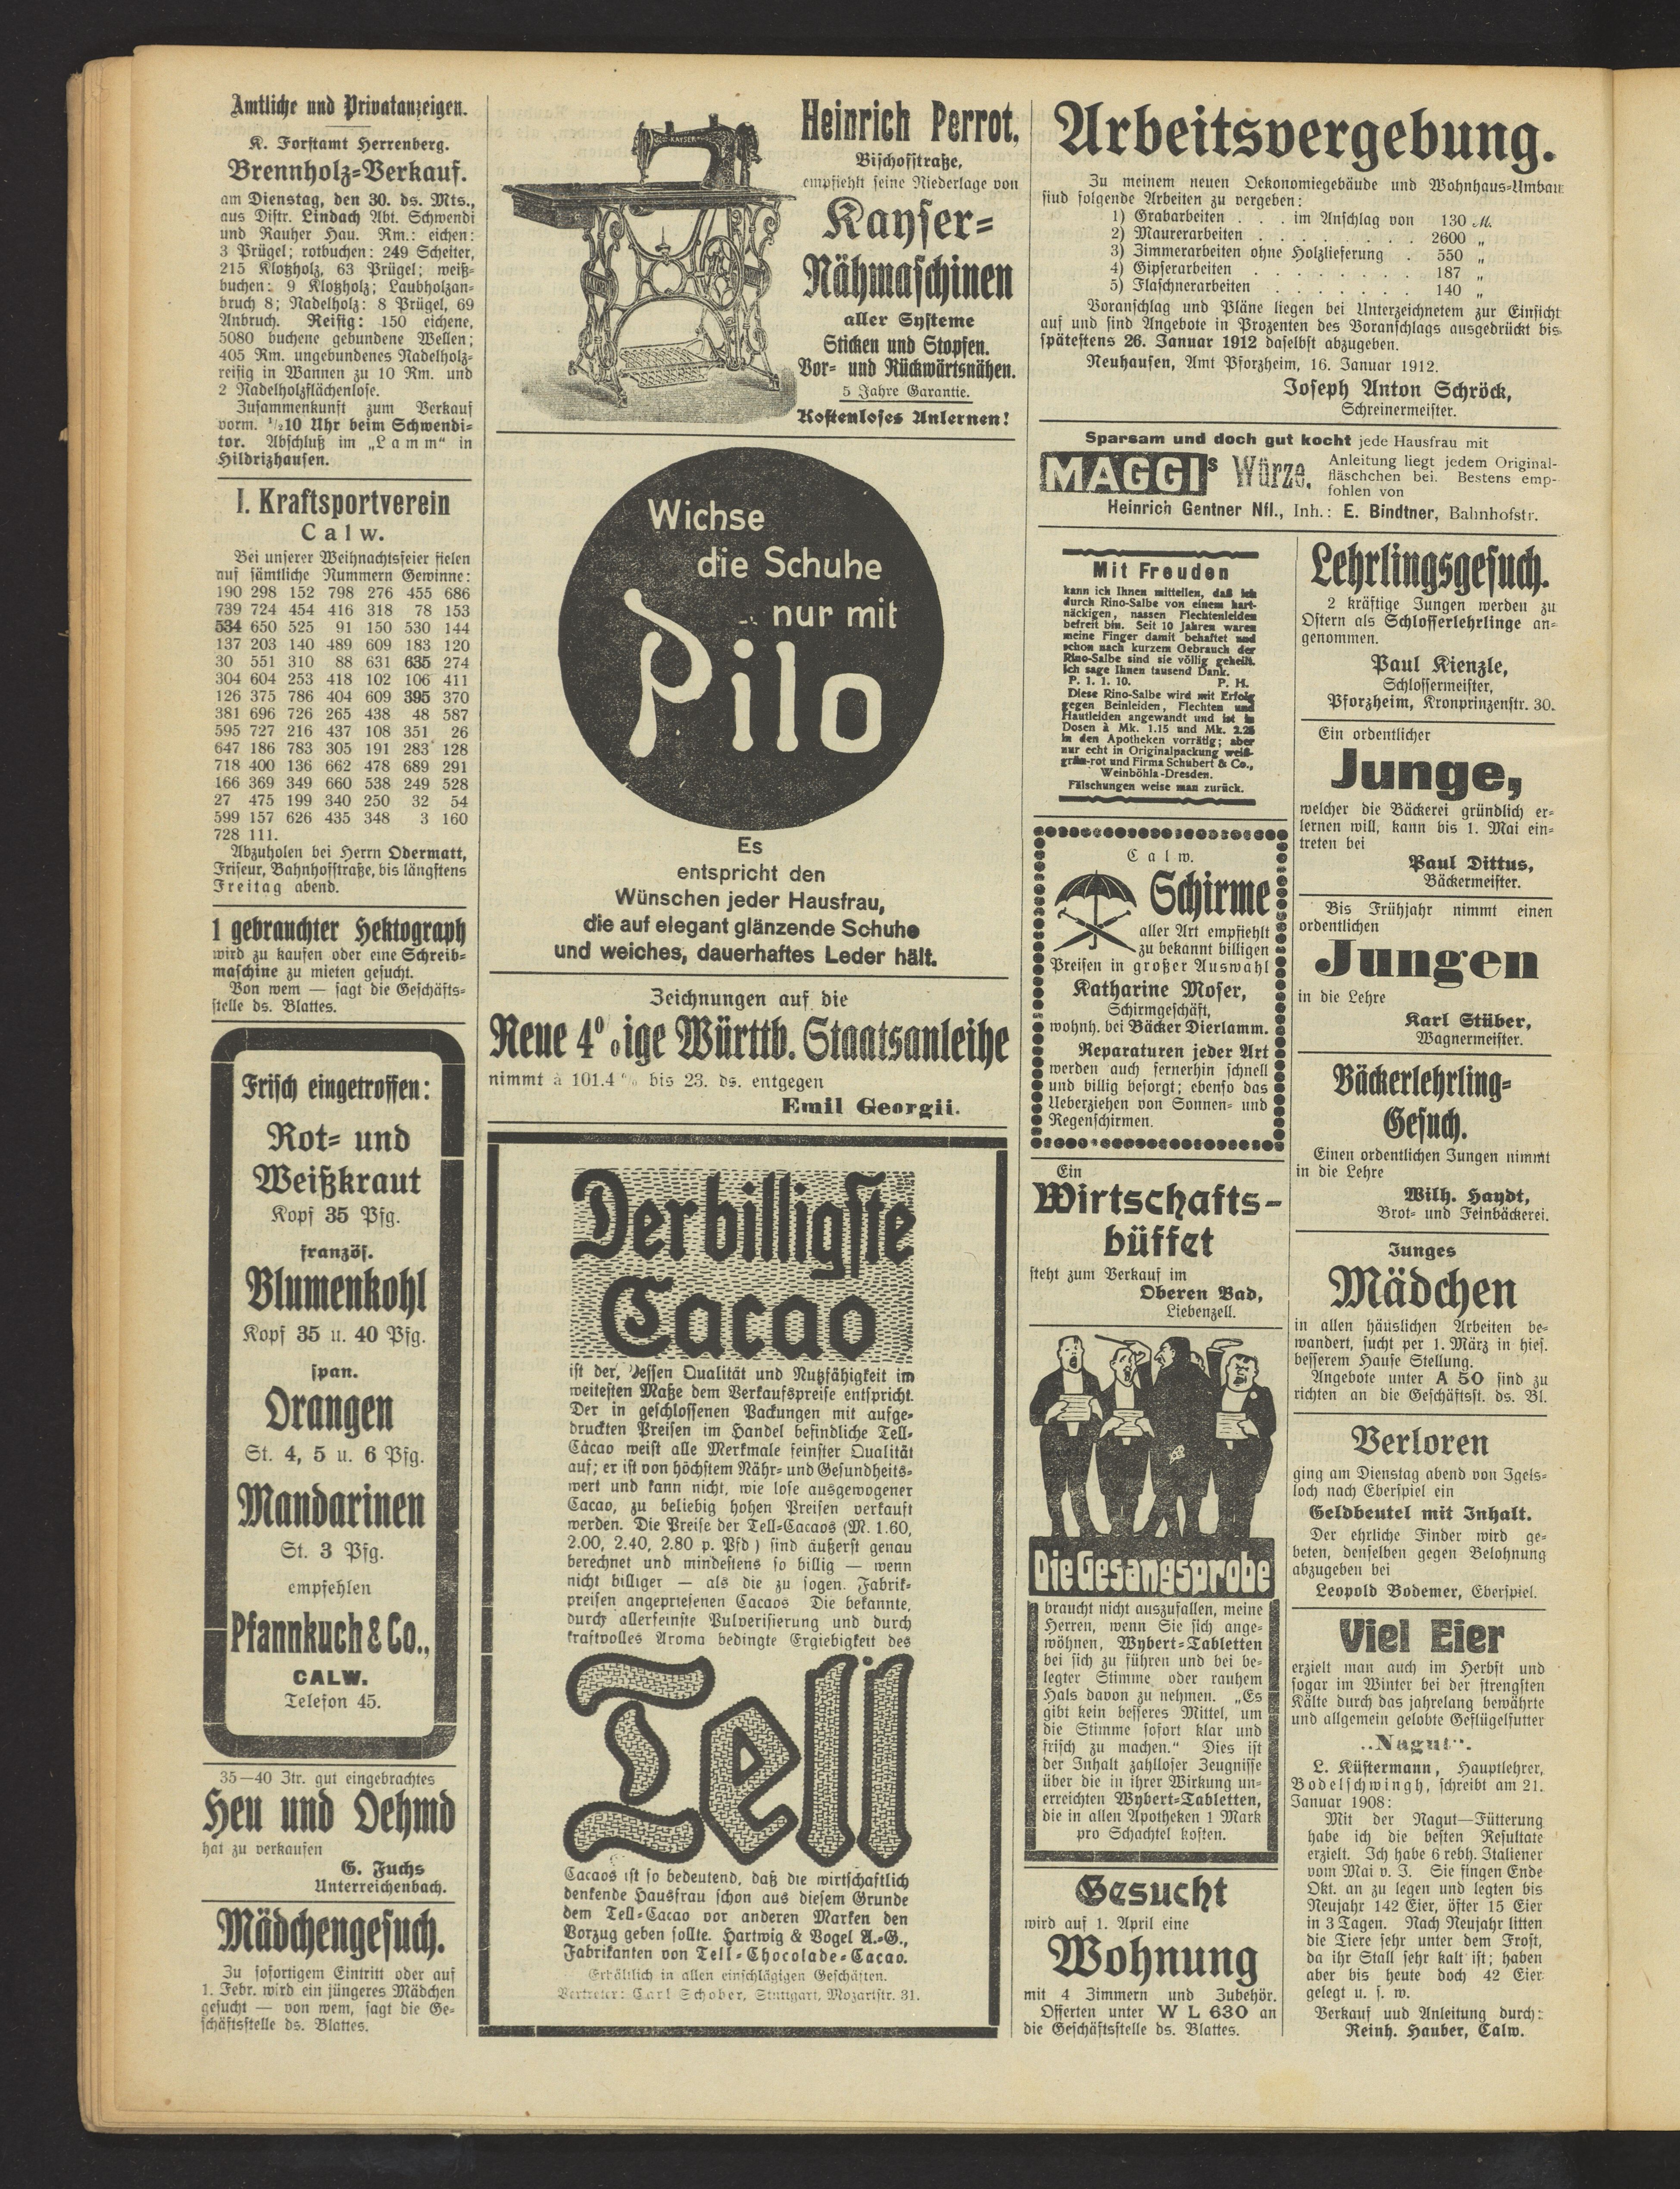 Amtliche und Privatanzeigen.
K. Forstamt Herrenberg.
Brennholz-Verkauf.
am Dienstag, den 30. ds. Mts.,
aus Distr. Lindach Abt. Schwendi
und Rauher Hau. Rm.: eichen:
3 Prügel; rotbuchen: 249 Scheiter,
215 Klotzholz, 63 Prügel; weiß-
buchen: 9 Klotzholz; Laubholzan-
bruch 8; Nadelholz: 8 Prügel, 69
Anbruch. Reisig: 150 eichene,
5080 buchene gebundene Wellen;
405 Rm. ungebundenes Nadelholz-
reisig in Wannen zu 10 Rm. und
2 Nadelholzflächenlose.
Zusammenkunft zum Verkauf
vorm. 1/2 10 Uhr beim Schwendi-
tor. Abschluß im „Lamm“ in
Hildrizhausen.
I. Kraftsportverein
Calw.
Bei unserer Weihnachtsfeier fielen
auf sämtliche Nummern Gewinne:
190 298 152 798 276 455 686
739 724 454 416 318 78 153
534 650 525 91 150 530 144
137 203 140 489 609 183 120
30 551 310 88 631 635 274
304 604 253 418 102 106 411
126 375 786 404 609 395 370
381 696 726 265 438 48 587
595 727 216 437 108 351 26
647 186 783 305 191 283 128
718 400 136 662 478 689 291
166 369 349 660 538 249 528
27 475 199 340 250 32 54
599 157 626 435 348 3 160
728 111.
Abzuholen bei Herrn Odermatt,
Friseur, Bahnhofstraße, bis längstens
Freitag abend.
1 gebrauchter Hektograph
wird zu kaufen oder eine Schreib-
maschine zu mieten gesucht.
Von wem — sagt die Geschäfts-
stelle ds. Blattes.
Frisch eingetroffen:
Rot- und
Weißkraut
Kopf 35 Pfg.
französ.
Blumenkohl
Kopf 35 u. 40 Pfg.
span.
Orangen
St. 4, 5 u. 6 Pfg.
Mandarinen
St. 3 Pfg.
empfehlen
Pfannkuch & Co.,
CALW.
Telefon 45.
35—40 Ztr. gut eingebrachtes
Heu und Oehmd
hat zu verkaufen
G. Fuchs
Unterreichenbach.
Mädchengesuch.
Zu sofortigem Eintritt oder auf
1. Febr. wird ein jüngeres Mädchen
gesucht — von wem, sagt die Ge-
schäftsstelle ds. Blattes.
KAYSER
Heinrich Perrot,
Bischofstraße,
empfiehlt seine Niederlage von
Kayser-
Nähmaschinen
aller Systeme
Sticken und Stopfen.
Vor- und Rückwärtsnähen.
5 Jahre Garantie.
Kostenloses Anlernen!
Wichse
die Schuhe
nur mit
Pilo
Es
entspricht den
Wünschen jeder Hausfrau,
die auf elegant glänzende Schuhe
und weiches, dauerhaftes Leder hält.
Zeichnungen auf die
Neue 4%ige Württb. Staatsanleihe
nimmt à 101.4 % bis 23. ds. entgegen
Emil Georgii.
Der billigste
Cacao
ist der, dessen Qualität und Nutzfähigkeit im
weitesten Maße dem Verkaufspreise entspricht.
Der in geschlossenen Packungen mit aufge-
druckten Preisen im Handel befindliche Tell-
Cacao weist alle Merkmale feinster Qualität
auf; er ist von höchstem Nähr- und Gesundheits-
wert und kann nicht, wie lose ausgewogener
Cacao, zu beliebig hohen Preisen verkauft
werden. Die Preise der Tell-Cacaos (M. 1.60,
2.00, 2.40, 2.80 p. Pfd) sind äußerst genau
berechnet und mindestens so billig — wenn
nicht billiger — als die zu sogen. Fabrik-
preisen angepriesenen Cacaos Die bekannte,
durch allerfeinste Pulverisierung und durch
kraftvolles Aroma bedingte Ergiebigkeit des
Tell
Cacaos ist so bedeutend, daß die wirtschaftlich
denkende Hausfrau schon aus diesem Grunde
dem Tell-Cacao vor anderen Marken den
Vorzug geben sollte. Hartwig & Vogel A.-G.,
Fabrikanten von Tell-Chocolade-Cacao.
Erhältlich in allen einschlägigen Geschäften.
Vertreter: Carl Schober, Stuttgart, Mozartstr. 31.
Arbeitsvergebung.
Zu meinem neuen Oekonomiegebäude und Wohnhaus-Umbau
sind folgende Arbeiten zu vergeben:
1) Grabarbeiten . . . im Anschlag von 130 M.
2) Maurerarbeiten . . . . . . . . 2600 „
3) Zimmerarbeiten ohne Holzlieferung . 550 „
4) Gipserarbeiten . . . . . . . . 187 „
5) Flaschnerarbeiten . . . . . . . 140 „
Voranschlag und Pläne liegen bei Unterzeichnetem zur Einsicht
auf und sind Angebote in Prozenten des Voranschlags ausgedrückt bis
spätestens 26. Januar 1912 daselbst abzugeben.
Neuhausen, Amt Pforzheim, 16. Januar 1912.
Joseph Anton Schröck,
Schreinermeister.
Sparsam und doch gut kocht jede Hausfrau mit
MAGGIs Würze.
Anleitung liegt jedem Original-
fläschchen bei. Bestens emp-
fohlen von
Heinrich Gentner Nfl., Inh.: E. Bindtner, Bahnhofstr.
Mit Freuden
kann ich Ihnen mitteilen, daß ich
durch Rino-Salbe von einem hart-
näckigen, nassen Flechtenleiden
befreit bin. Seit 10 Jahren waren
meine Finger damit behaftet und
schon nach kurzem Gebrauch der
Rino-Salbe sind sie völlig geheilt.
Ich sage Ihnen tausend Dank.
P. 1. 1. 10. P. H.
Diese Rino-Salbe wird mit Erfolg
gegen Beinleiden, Flechten und
Hautleiden angewandt und ist in
Dosen à Mk. 1.15 und Mk. 2.25
in den Apotheken vorrätig; aber
nur echt in Originalpackung weiß-
grün-rot und Firma Schubert & Co.,
Weinböhla-Dresden.
Fälschungen weise man zurück.
Calw.
Schirme
aller Art empfiehlt
zu bekannt billigen
Preisen in großer Auswahl
Katharine Moser,
Schirmgeschäft,
wohnh. bei Bäcker Dierlamm.
Reparaturen jeder Art
werden auch fernerhin schnell
und billig besorgt; ebenso das
Ueberziehen von Sonnen- und
Regenschirmen.
Ein
Wirtschafts-
büffet
steht zum Verkauf im
Oberen Bad,
Liebenzell.
Die Gesangsprobe
braucht nicht auszufallen, meine
Herren, wenn Sie sich ange-
wöhnen, Wybert-Tabletten
bei sich zu führen und bei be-
legter Stimme oder rauhem
Hals davon zu nehmen. „Es
gibt kein besseres Mittel, um
die Stimme sofort klar und
frisch zu machen.“ Dies ist
der Inhalt zahlloser Zeugnisse
über die in ihrer Wirkung un-
erreichten Wybert-Tabletten,
die in allen Apotheken 1 Mark
pro Schachtel kosten.
Gesucht
wird auf 1. April eine
Wohnung
mit 4 Zimmern und Zubehör.
Offerten unter W L 630 an
die Geschäftsstelle ds. Blattes.
Lehrlingsgesuch.
2 kräftige Jungen werden zu
Ostern als Schlosserlehrlinge an-
genommen.
Paul Kienzle,
Schlossermeister,
Pforzheim, Kronprinzenstr. 30.
Ein ordentlicher
Junge,
welcher die Bäckerei gründlich er-
lernen will, kann bis 1. Mai ein-
treten bei
Paul Dittus,
Bäckermeister.
Bis Frühjahr nimmt einen
ordentlichen
Jungen
in die Lehre
Karl Stüber,
Wagnermeister.
Bäckerlehrling-
Gesuch.
Einen ordentlichen Jungen nimmt
in die Lehre
Wilh. Haydt,
Brot- und Feinbäckerei.
Junges
Mädchen
in allen häuslichen Arbeiten be-
wandert, sucht per 1. März in hies.
besserem Hause Stellung.
Angebote unter A 50 sind zu
richten an die Geschäftsst. ds. Bl.
Verloren
ging am Dienstag abend von Igels-
loch nach Eberspiel ein
Geldbeutel mit Inhalt.
Der ehrliche Finder wird ge-
beten, denselben gegen Belohnung
abzugeben bei
Leopold Bodemer, Eberspiel.
Viel Eier
erzielt man auch im Herbst und
sogar im Winter bei der strengsten
Kälte durch das jahrelang bewährte
und allgemein gelobte Geflügelfutter
„Nagut“.
L. Küstermann, Hauptlehrer,
Bodelschwingh, schreibt am 21.
Januar 1908:
Mit der Nagut—Fütterung
habe ich die besten Resultate
erzielt. Ich habe 6 rebh. Italiener
vom Mai v. J. Sie fingen Ende
Okt. an zu legen und legten bis
Neujahr 142 Eier, öfter 15 Eier
in 3 Tagen. Nach Neujahr litten
die Tiere sehr unter dem Frost,
da ihr Stall sehr kalt ist; haben
aber bis heute doch 42 Eier
gelegt u. s. w.
Verkauf und Anleitung durch:
Reinh. Hauber, Calw.